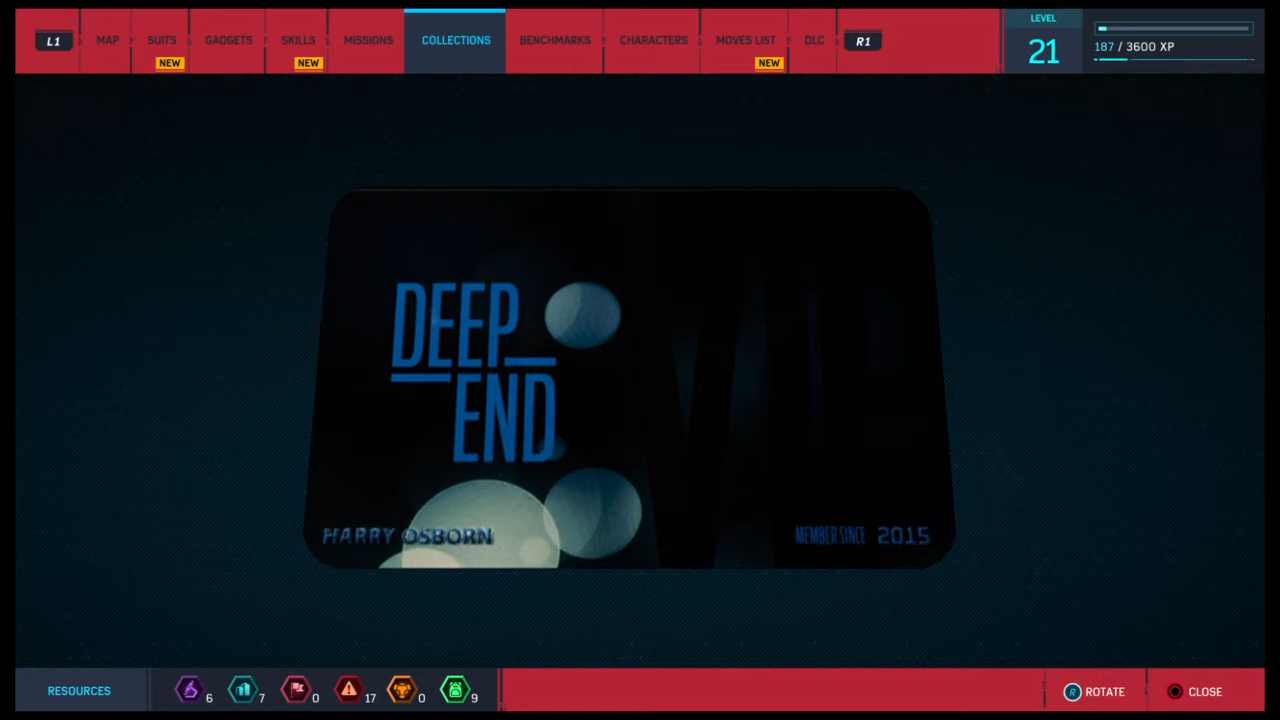 L1 MAP SUITS GADGETS SKILLS MISSIONS COLLECTIONS BENCHMARKS CHARACTERS MOVES LIST DLC R1
NEW NEW NEW
LEVEL
21
187 / 3600 XP
DEEP
END
VIP
HARRY OSBORN
MEMBER SINCE 2015
RESOURCES 6 7 0 17 0 9
R ROTATE CLOSE